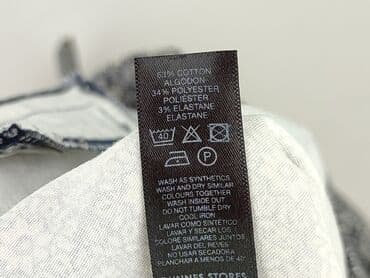 63% COTTON
ALGODON
34% POLYESTER
POLIESTER
3% ELASTANE
ELASTANE
40 P
WASH AS SYNTHETICS
WASH AND DRY SIMILAR
COLOURS TOGETHER
WASH INSIDE OUT
DO NOT TUMBLE DRY
COOL IRON
LAVAR COMO SINTETICO
LAVAR Y SECAR LOS
COLORE SIMILARES JUNTOS
LAVAR DEL REVES
NO USAR SECADORA
PLANCHAR A MENOS DE 40°
STORES